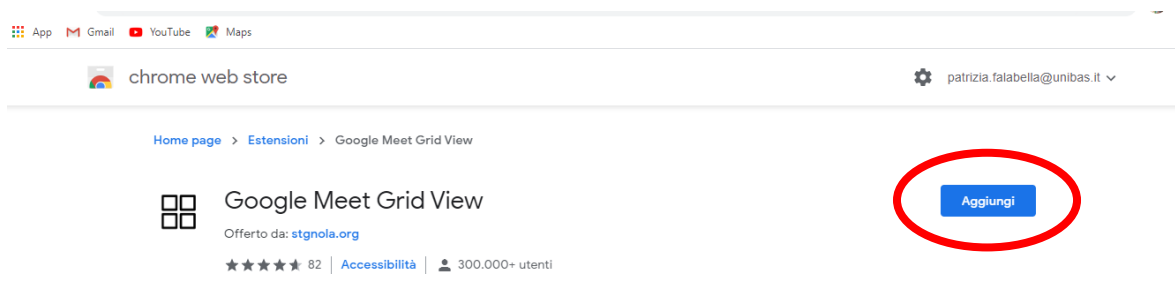 App Gmail YouTube Maps
chrome web store patrizia.falabella@unibas.it
Home page > Estensioni > Google Meet Grid View
Google Meet Grid View Aggiungi
Offerto da: stgnola.org
82 | Accessibilità | 300.000+ utenti